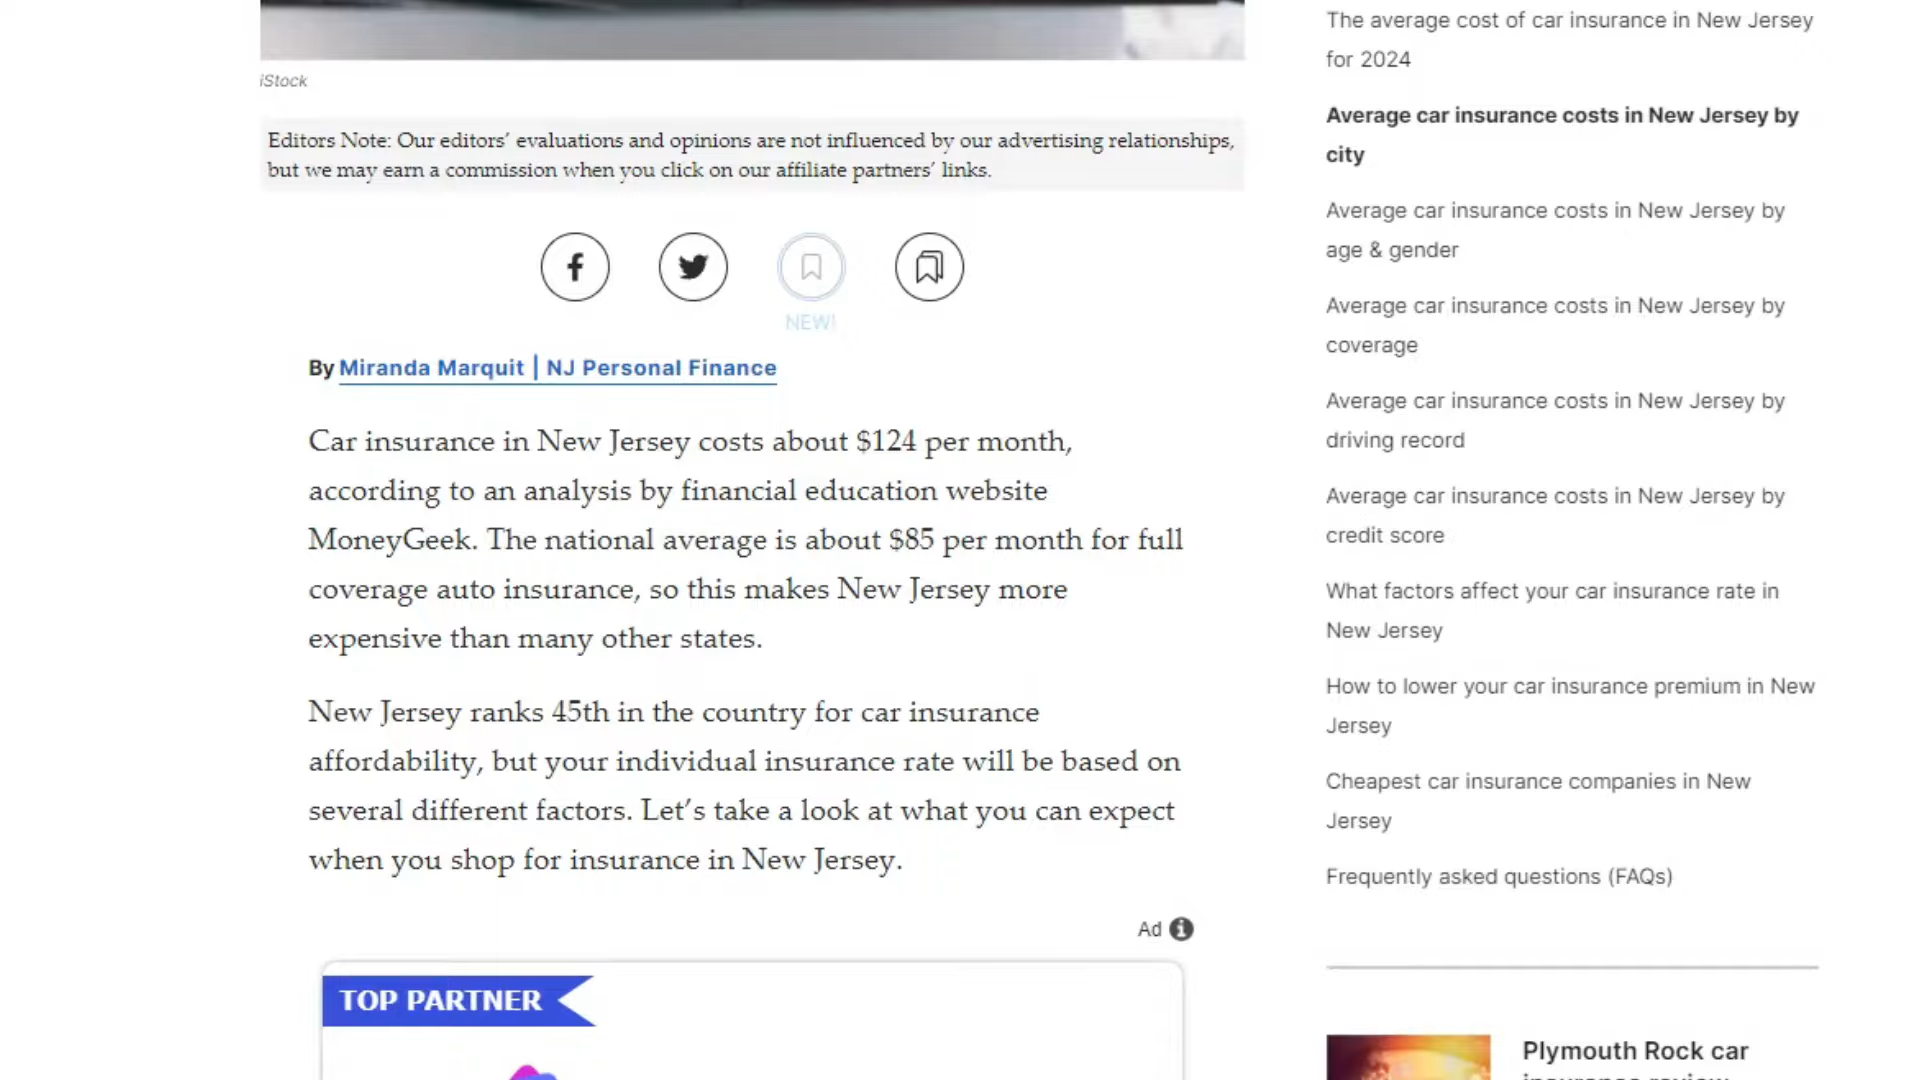 iStock
Editors Note: Our editors’ evaluations and opinions are not influenced by our advertising relationships,
but we may earn a commission when you click on our affiliate partners’ links.
NEW!
By Miranda Marquit | NJ Personal Finance
Car insurance in New Jersey costs about $124 per month,
according to an analysis by financial education website
MoneyGeek. The national average is about $85 per month for full
coverage auto insurance, so this makes New Jersey more
expensive than many other states.
New Jersey ranks 45th in the country for car insurance
affordability, but your individual insurance rate will be based on
several different factors. Let’s take a look at what you can expect
when you shop for insurance in New Jersey.
Ad
TOP PARTNER
The average cost of car insurance in New Jersey
for 2024
Average car insurance costs in New Jersey by
city
Average car insurance costs in New Jersey by
age & gender
Average car insurance costs in New Jersey by
coverage
Average car insurance costs in New Jersey by
driving record
Average car insurance costs in New Jersey by
credit score
What factors affect your car insurance rate in
New Jersey
How to lower your car insurance premium in New
Jersey
Cheapest car insurance companies in New
Jersey
Frequently asked questions (FAQs)
Plymouth Rock car
insurance review